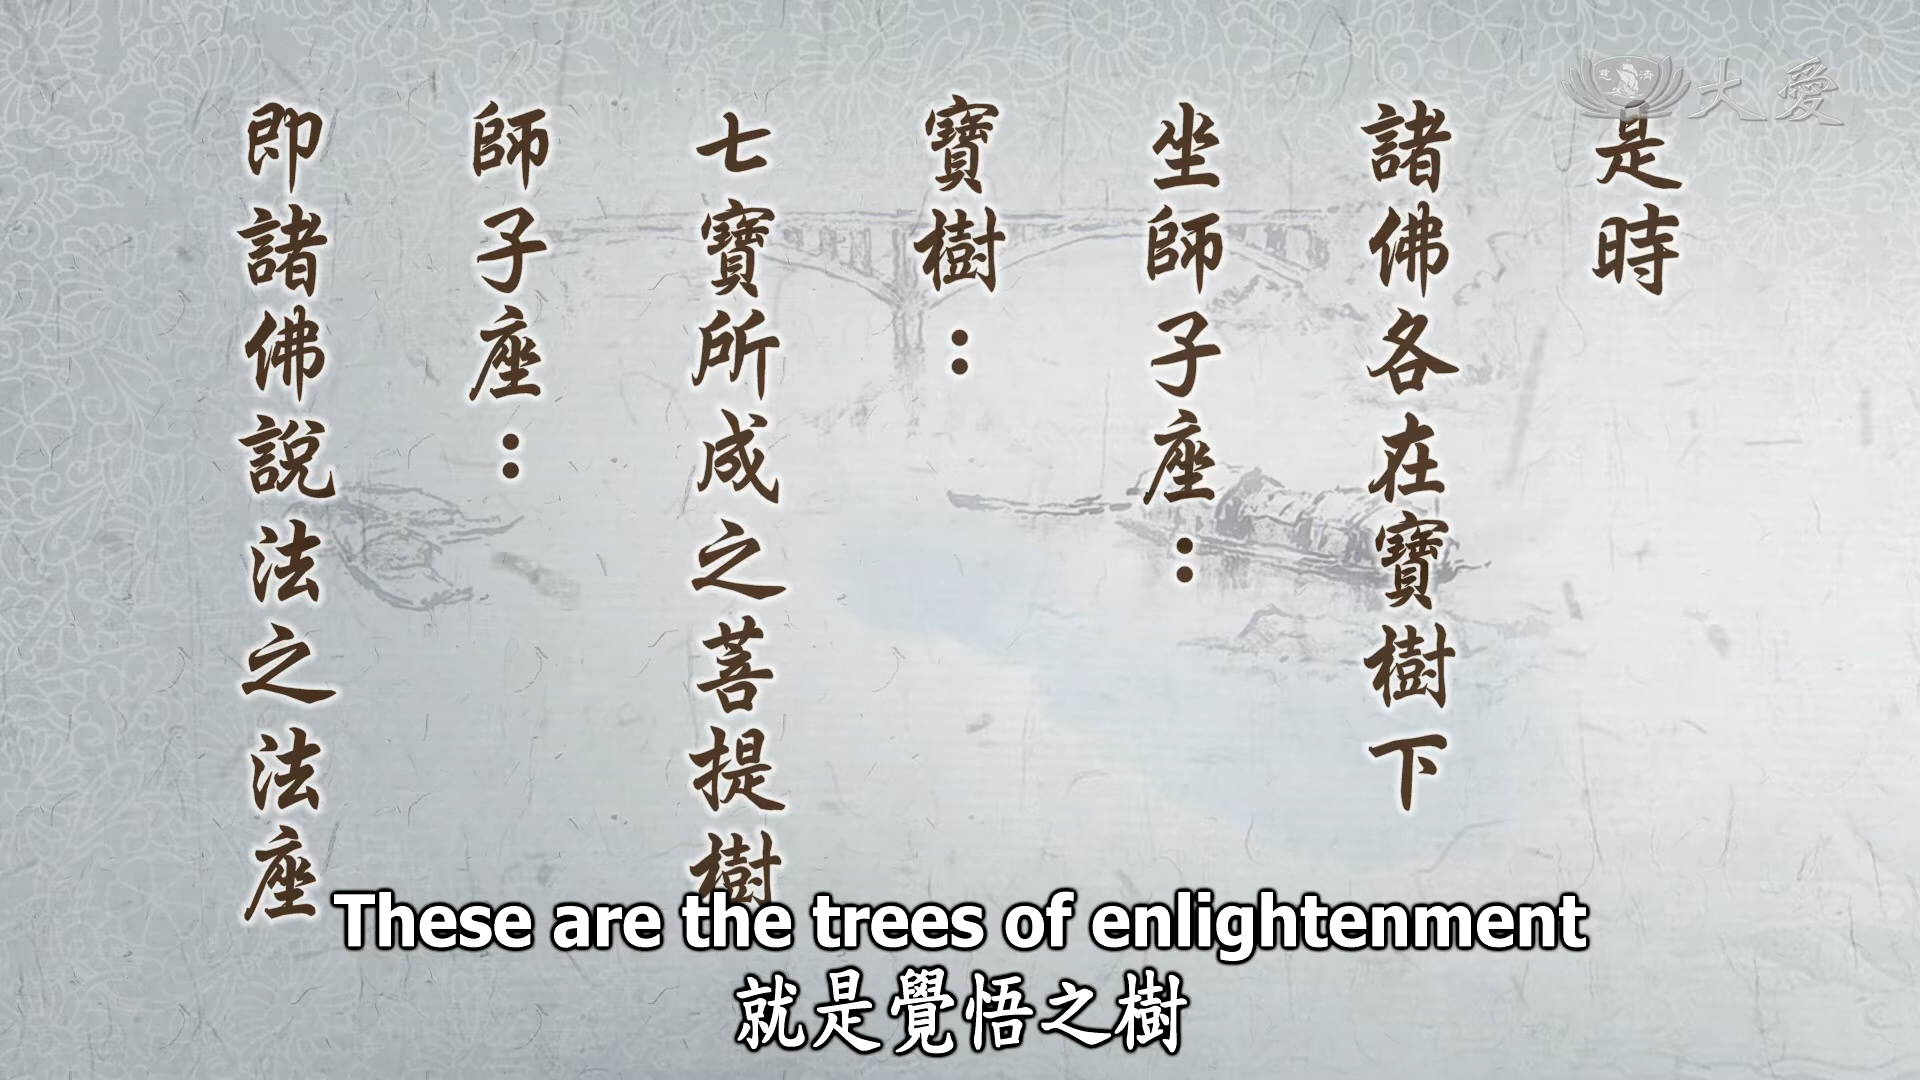 慈濟
大愛
是時
諸佛各在寶樹下
坐師子座：
寶樹：
七寶所成之菩提樹
師子座：
即諸佛說法之法座
These are the trees of enlightenment
就是覺悟之樹